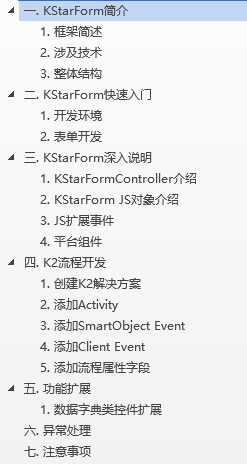 一. KStarForm简介
1. 框架简述
2. 涉及技术
3. 整体结构
二. KStarForm快速入门
1. 开发环境
2. 表单开发
三. KStarForm深入说明
1. KStarFormController介绍
2. KStarForm JS对象介绍
3. JS扩展事件
4. 平台组件
四. K2流程开发
1. 创建K2解决方案
2. 添加Activity
3. 添加SmartObject Event
4. 添加Client Event
5. 添加流程属性字段
五. 功能扩展
1. 数据字典类控件扩展
六. 异常处理
七. 注意事项